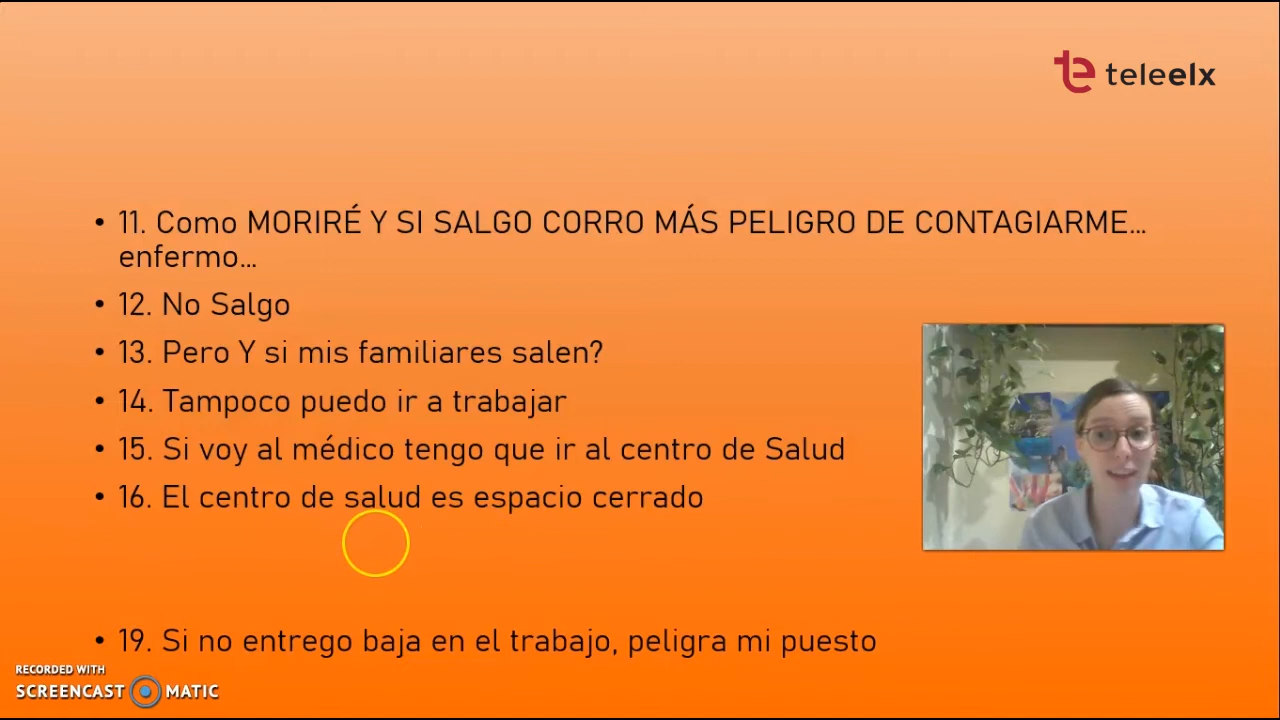 teleelx
• 11. Como MORIRÉ Y SI SALGO CORRO MÁS PELIGRO DE CONTAGIARME...
enfermo...
• 12. No Salgo
• 13. Pero Y si mis familiares salen?
• 14. Tampoco puedo ir a trabajar
• 15. Si voy al médico tengo que ir al centro de Salud
• 16. El centro de salud es espacio cerrado
• 19. Si no entrego baja en el trabajo, peligra mi puesto
RECORDED WITH
SCREENCAST MATIC